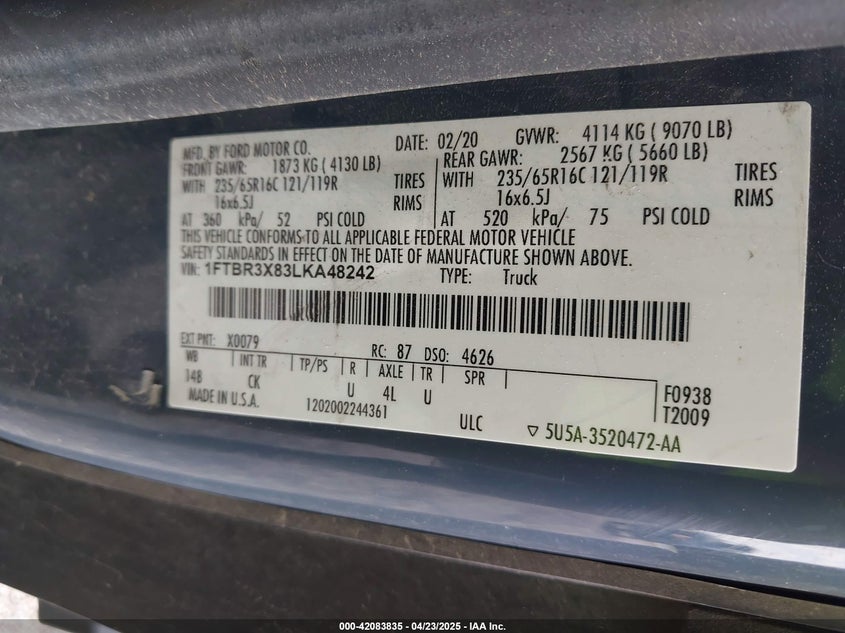 MFD. BY FORD MOTOR CO. DATE: 02/20 GVWR: 4114 KG ( 9070 LB)
FRONT GAWR: 1873 KG ( 4130 LB) REAR GAWR: 2567 KG ( 5660 LB)
WITH 235/65R16C 121/119R TIRES WITH 235/65R16C 121/119R TIRES
16x6.5J RIMS 16x6.5J RIMS
AT 360 kPa/ 52 PSI COLD AT 520 kPa/ 75 PSI COLD
THIS VEHICLE CONFORMS TO ALL APPLICABLE FEDERAL MOTOR VEHICLE
SAFETY STANDARDS IN EFFECT ON THE DATE OF MANUFACTURE SHOWN ABOVE.
VIN: 1FTBR3X83LKA48242 TYPE: Truck
EXT PNT: X0079 RC: 87 DSO: 4626
WB INT TR TP/PS R AXLE TR SPR
148 CK U 4L U F0938
MADE IN U.S.A. 1202002244361 T2009
ULC ▽ 5U5A-3520472-AA
000-42083835 - 04/23/2025 - IAA Inc.